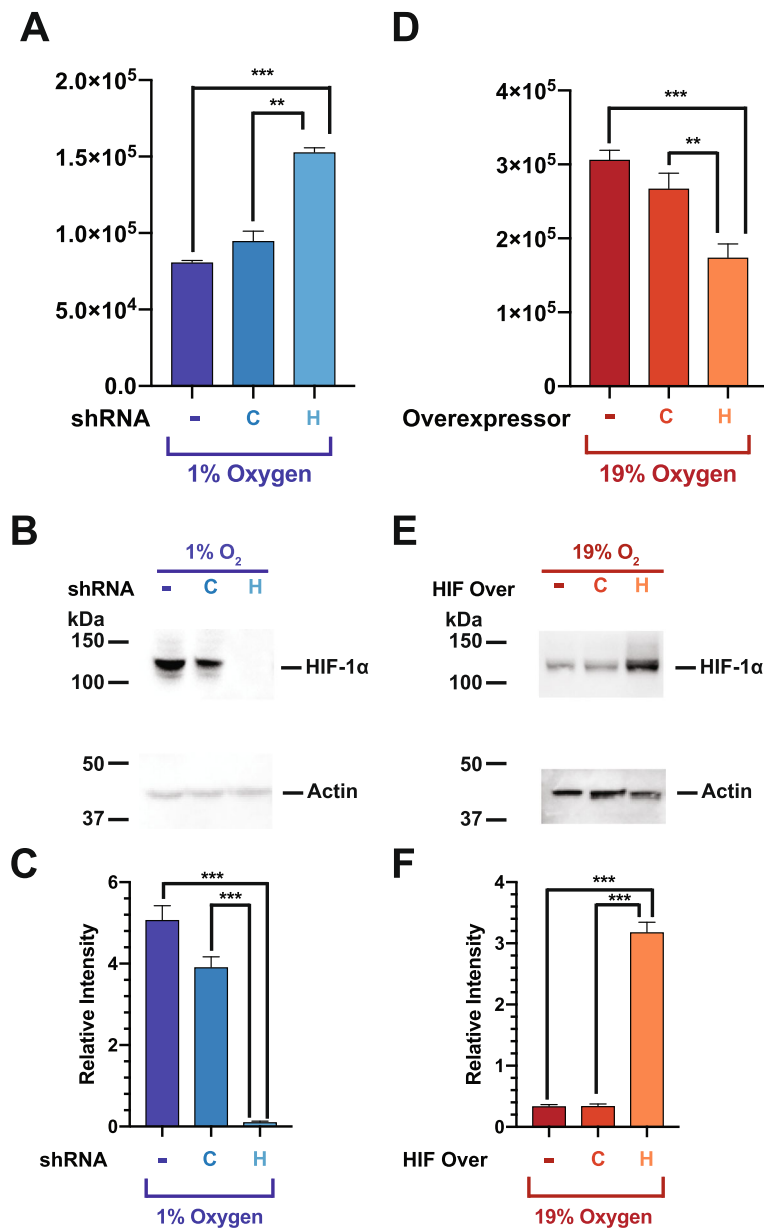 A
2.0×10⁵
1.5×10⁵
1.0×10⁵
5.0×10⁴
0.0
***
**
shRNA - C H
1% Oxygen
D
4×10⁵
3×10⁵
2×10⁵
1×10⁵
0
***
**
Overexpressor - C H
19% Oxygen
B
1% O₂
shRNA - C H
kDa
150
100
HIF-1α
50
37
Actin
E
19% O₂
HIF Over - C H
kDa
150
100
HIF-1α
50
37
Actin
C
Relative Intensity
6
4
2
0
***
***
shRNA - C H
1% Oxygen
F
Relative Intensity
4
3
2
1
0
***
***
HIF Over - C H
19% Oxygen